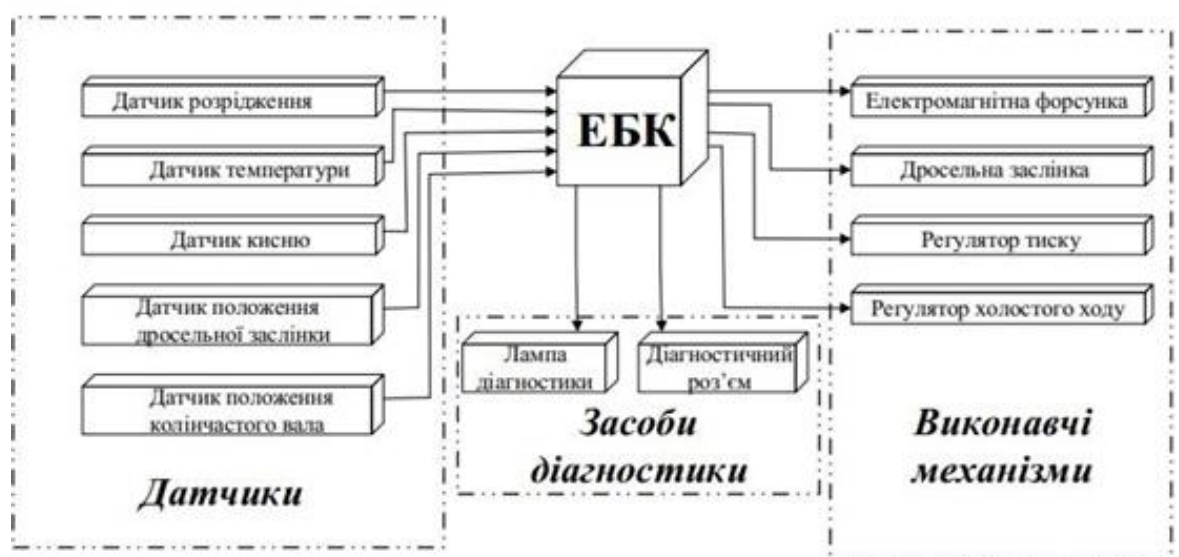 Датчик розрідження
Датчик температури
Датчик кисню
Датчик положення
дросельної заслінки
Датчик положення
колінчастого вала
Датчики
ЕБК
Лампа
діагностики
Діагностичний
роз’єм
Засоби
діагностики
Електромагнітна форсунка
Дросельна заслінка
Регулятор тиску
Регулятор холостого ходу
Виконавчі
механізми